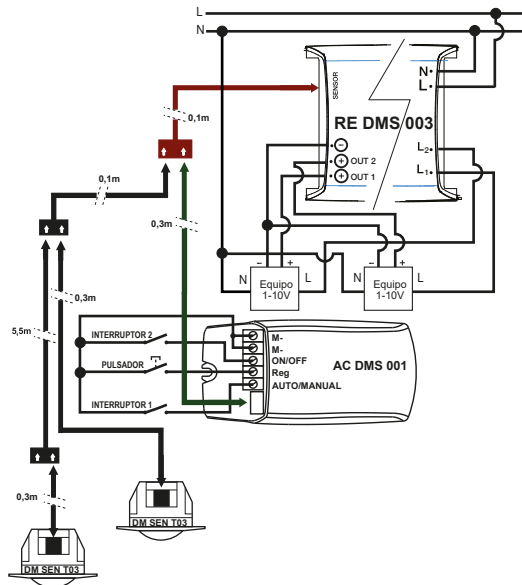 L
N
SENSOR
N
L
RE DMS 003
0,1m
−
+ OUT 2
+ OUT 1
L2
L1
0,1m
0,3m
− +
− +
N
Equipo
1-10V
L
N
Equipo
1-10V
L
0,3m
5,5m
INTERRUPTOR 2
PULSADOR
INTERRUPTOR 1
M-
M-
ON/OFF
Reg
AUTO/MANUAL
AC DMS 001
0,3m
DM SEN T03
DM SEN T03